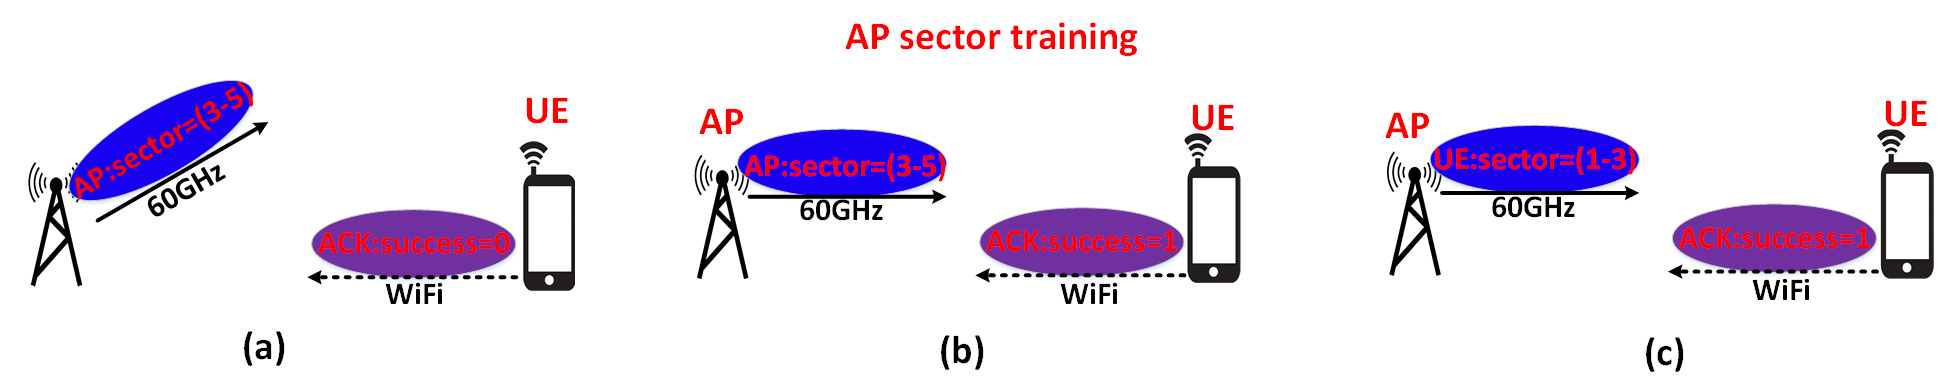 AP sector training
AP:sector=(3-5)
60GHz
UE
ACK:success=0
WiFi
(a)
AP
AP:sector=(3-5)
60GHz
UE
ACK:success=1
WiFi
(b)
AP
UE:sector=(1-3)
60GHz
UE
ACK:success=1
WiFi
(c)